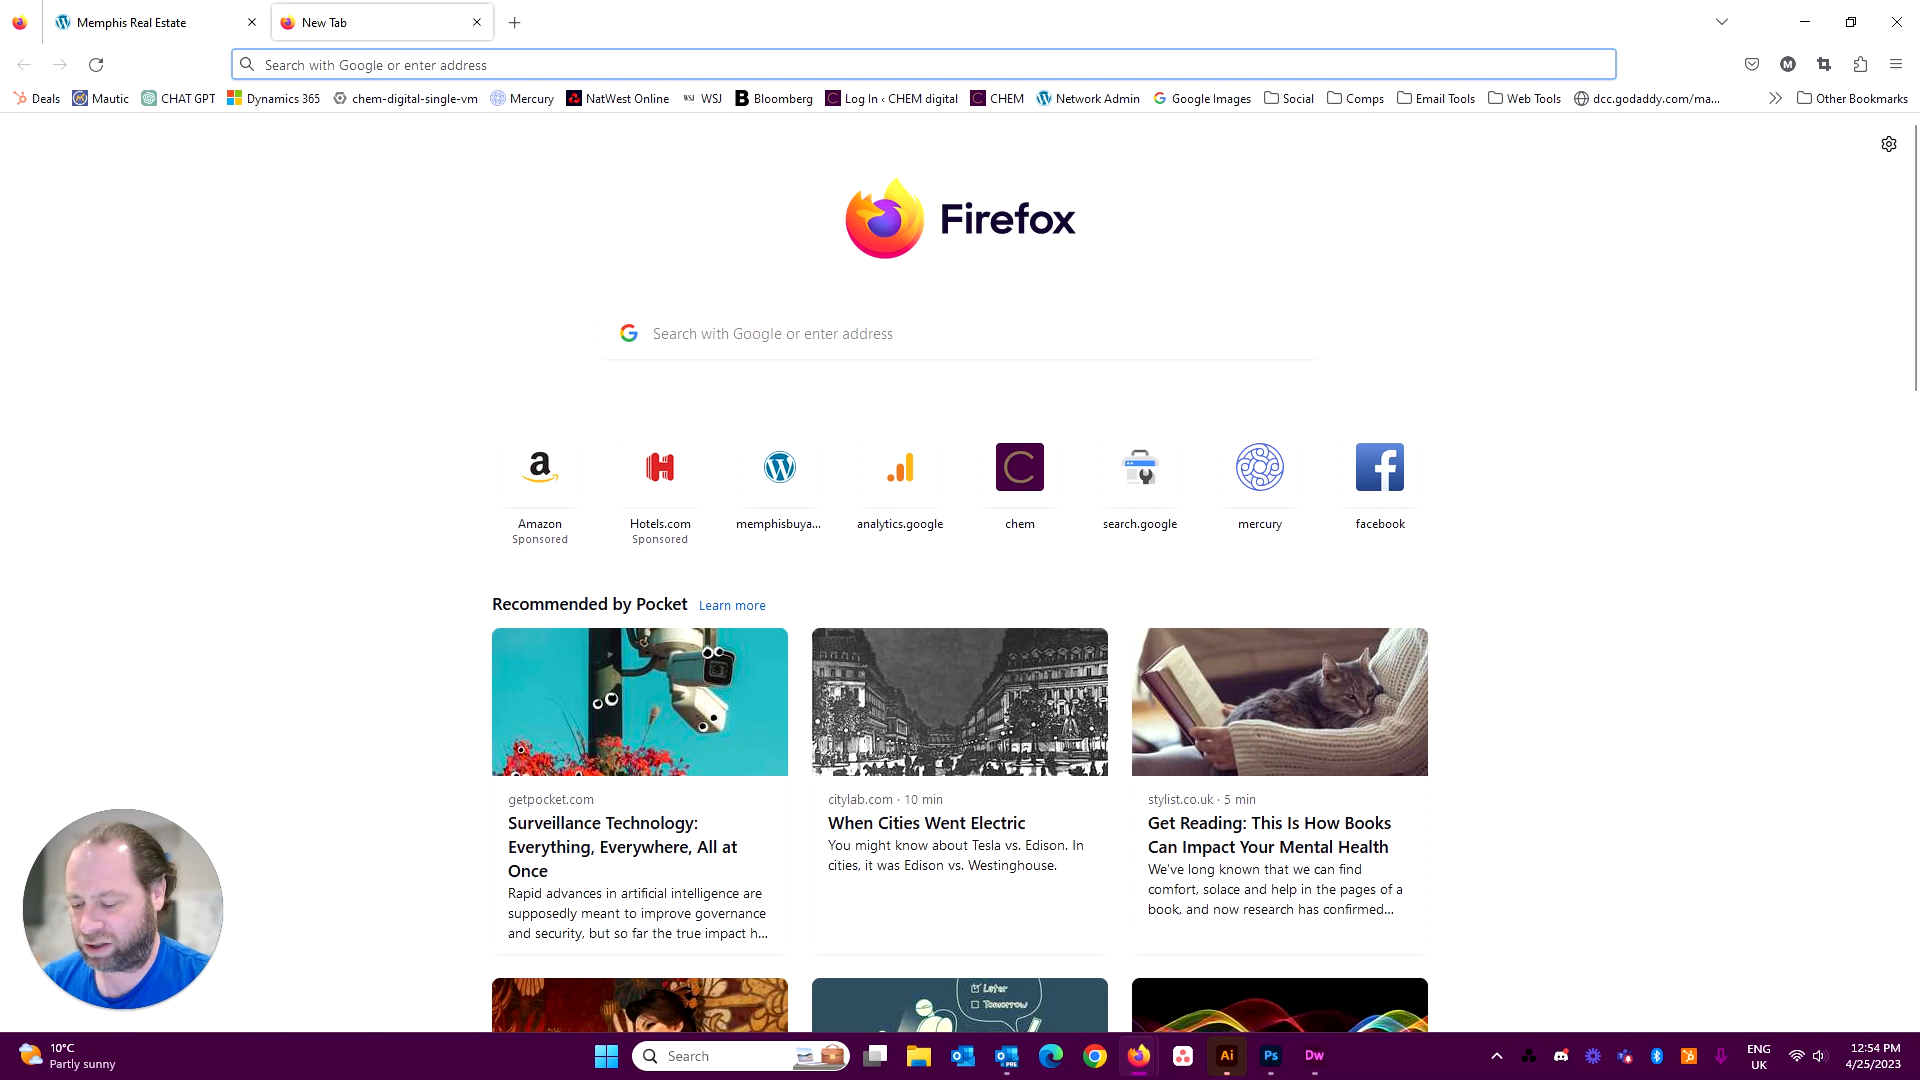 Memphis Real Estate
New Tab
Search with Google or enter address
Deals
Mautic
CHAT GPT
Dynamics 365
chem-digital-single-vm
Mercury
NatWest Online
WSJ WSJ
B Bloomberg
C Log In ‹ CHEM digital
C CHEM
Network Admin
Google Images
Social
Comps
Email Tools
Web Tools
dcc.godaddy.com/ma...
Other Bookmarks
M
Firefox
Search with Google or enter address
Amazon
Sponsored
Hotels.com
Sponsored
memphisbuya...
analytics.google
chem
search.google
mercury
facebook
Recommended by Pocket Learn more
getpocket.com
Surveillance Technology:
Everything, Everywhere, All at
Once
Rapid advances in artificial intelligence are
supposedly meant to improve governance
and security, but so far the true impact h...
citylab.com · 10 min
When Cities Went Electric
You might know about Tesla vs. Edison. In
cities, it was Edison vs. Westinghouse.
stylist.co.uk · 5 min
Get Reading: This Is How Books
Can Impact Your Mental Health
We've long known that we can find
comfort, solace and help in the pages of a
book, and now research has confirmed...
Later
Tomorrow
10°C
Partly sunny
Search
PRE
Ai
Ps
Dw
ENG
UK
12:54 PM
4/25/2023